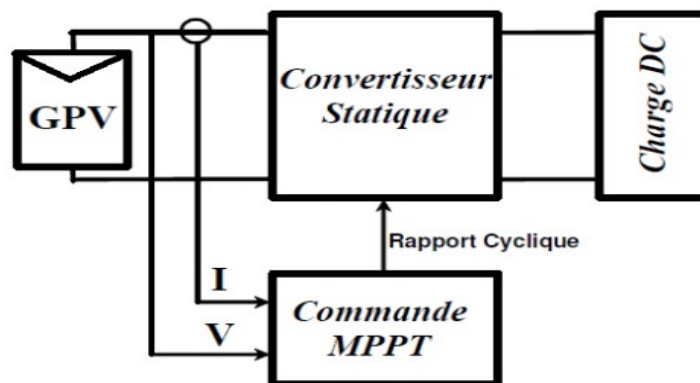 GPV
Convertisseur
Statique
Charge DC
Rapport Cyclique
I
V
Commande
MPPT